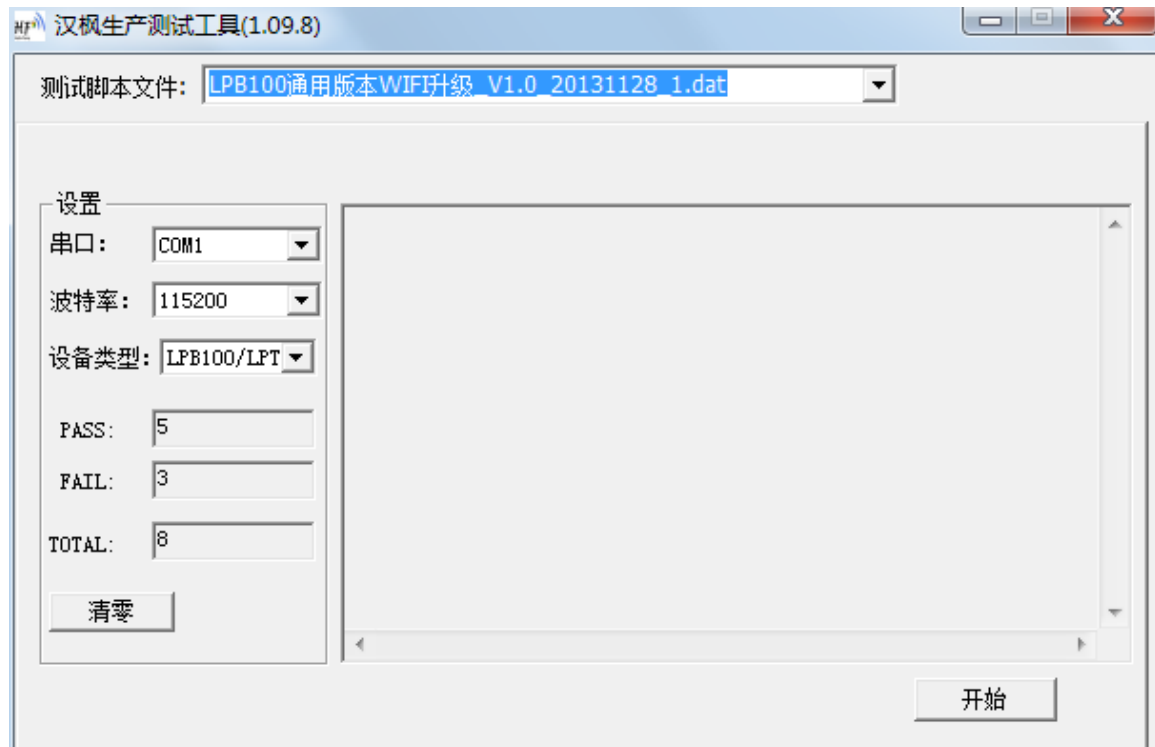 HF 汉枫生产测试工具(1.09.8)
测试脚本文件: LPB100通用版本WIFI升级_V1.0_20131128_1.dat
设置
串口: COM1
波特率: 115200
设备类型: LPB100/LPT
PASS: 5
FAIL: 3
TOTAL: 8
清零
开始